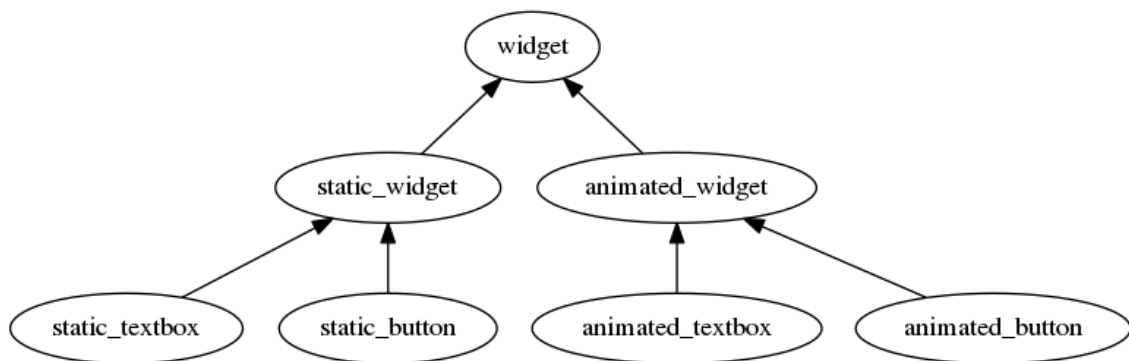 widget
static_widget
animated_widget
static_textbox
static_button
animated_textbox
animated_button